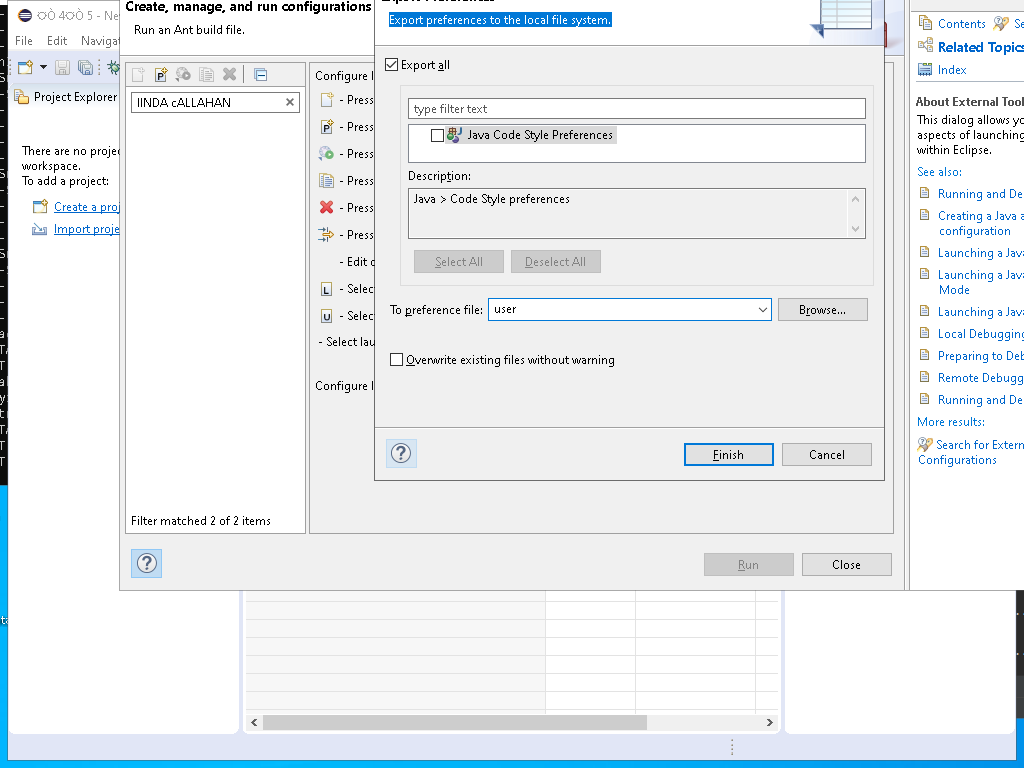 File Edit Navigat
Project Explorer
There are no proje
workspace.
To add a project:
Create a proj
Import proje
Create, manage, and run configurations
Run an Ant build file.
IINDA cALLAHAN
Filter matched 2 of 2 items
Configure l
- Press
- Press
- Press
- Press
- Press
- Press
- Edit c
- Selec
- Selec
- Select lau
Configure l
Export preferences to the local file system.
Export all
type filter text
Java Code Style Preferences
Description:
Java > Code Style preferences
Select All Deselect All
To preference file: user Browse...
Overwrite existing files without warning
Finish Cancel
Run Close
Contents Se
Related Topics
Index
About External Tool
This dialog allows yo
aspects of launching
within Eclipse.
See also:
Running and De
Creating a Java a
configuration
Launching a Java
Launching a Java
Mode
Launching a Java
Local Debugging
Preparing to Deb
Remote Debugg
Running and De
More results:
Search for Extern
Configurations